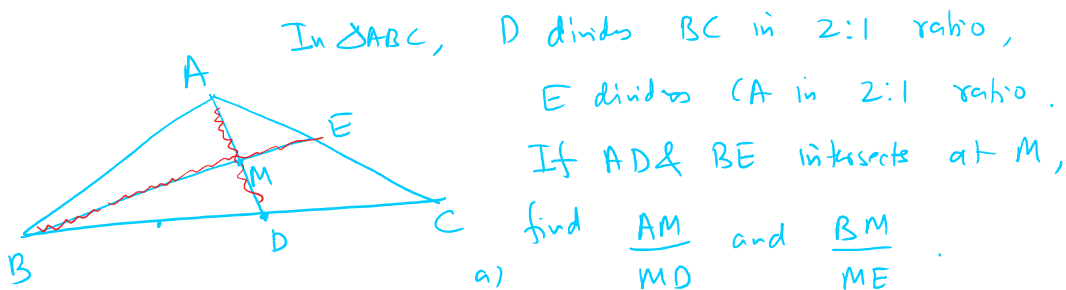 In ΔABC, D divides BC in 2:1 ratio,
E divides CA in 2:1 ratio.
If AD & BE intersects at M,
find AM/MD and BM/ME.
a)
A
E
M
B
D
C